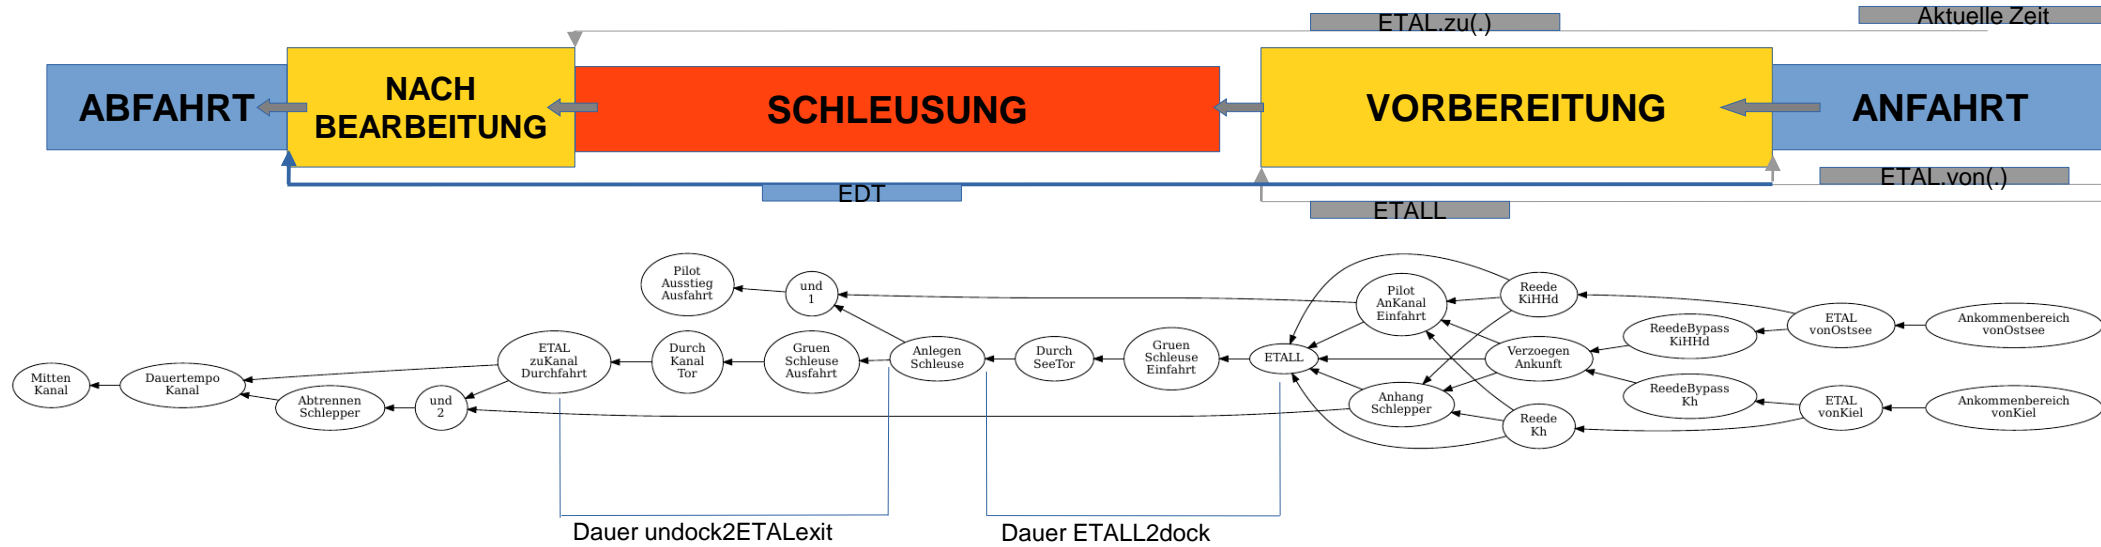 ETAL.zu(.)
Aktuelle Zeit
ABFAHRT
NACH
BEARBEITUNG
SCHLEUSUNG
VORBEREITUNG
ANFAHRT
EDT
ETAL.von(.)
ETALL
Pilot
Ausstieg
Ausfahrt
und
1
Pilot
AnKanal
Einfahrt
Reede
KiHHd
ETAL
vonOstsee
Ankommenbereich
vonOstsee
ReedeBypass
KiHHd
Mitten
Kanal
Dauertempo
Kanal
Abtrennen
Schlepper
und
2
ETAL
zuKanal
Durchfahrt
Durch
Kanal
Tor
Gruen
Schleuse
Ausfahrt
Anlegen
Schleuse
Durch
SeeTor
Gruen
Schleuse
Einfahrt
ETALL
Verzoegen
Ankunft
Anhang
Schlepper
Reede
Kh
ReedeBypass
Kh
ETAL
vonKiel
Ankommenbereich
vonKiel
Dauer undock2ETALexit
Dauer ETALL2dock